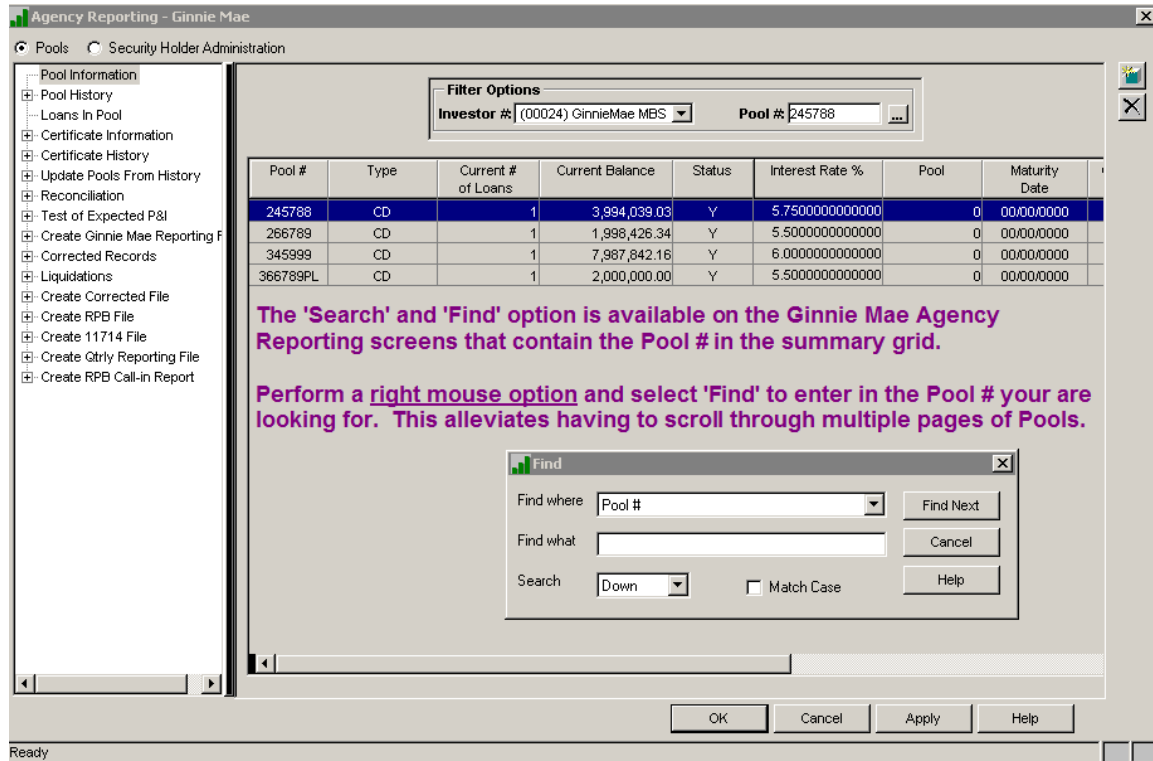 Agency Reporting - Ginnie Mae
Pools Security Holder Administration
Pool Information
Pool History
Loans In Pool
Certificate Information
Certificate History
Update Pools From History
Reconciliation
Test of Expected P&I
Create Ginnie Mae Reporting F
Corrected Records
Liquidations
Create Corrected File
Create RPB File
Create 11714 File
Create Qtrly Reporting File
Create RPB Call-in Report
Filter Options
Investor #: (00024) GinnieMae MBS Pool #: 245788 ...
Pool # Type Current # of Loans Current Balance Status Interest Rate % Pool Maturity Date
245788 CD 1 3,994,039.03 Y 5.7500000000000 0 00/00/0000
266789 CD 1 1,998,426.34 Y 5.5000000000000 0 00/00/0000
345999 CD 1 7,987,842.16 Y 6.0000000000000 0 00/00/0000
366789PL CD 1 2,000,000.00 Y 5.5000000000000 0 00/00/0000
The 'Search' and 'Find' option is available on the Ginnie Mae Agency
Reporting screens that contain the Pool # in the summary grid.
Perform a right mouse option and select 'Find' to enter in the Pool # your are
looking for. This alleviates having to scroll through multiple pages of Pools.
Find
Find where Pool # Find Next
Find what Cancel
Search Down Match Case Help
OK Cancel Apply Help
Ready